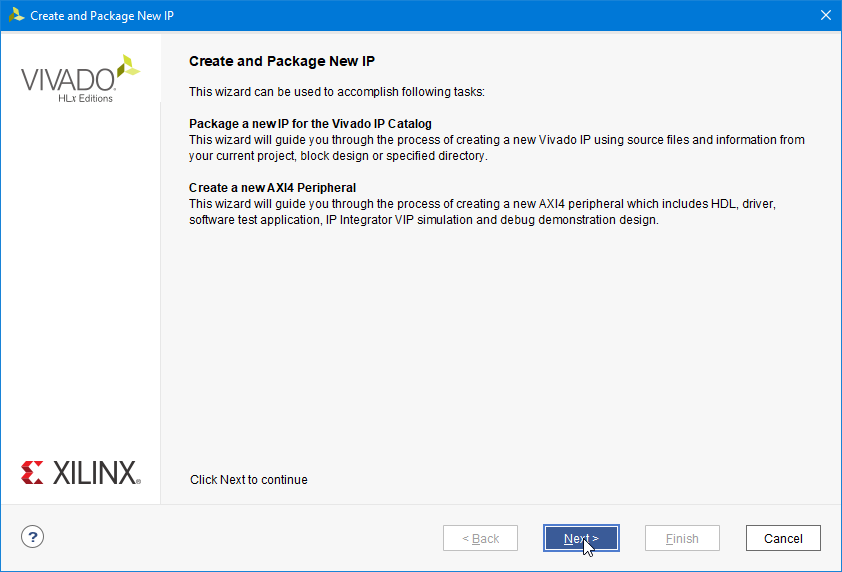 Create and Package New IP
VIVADO
HLx Editions
Create and Package New IP
This wizard can be used to accomplish following tasks:
Package a new IP for the Vivado IP Catalog
This wizard will guide you through the process of creating a new Vivado IP using source files and information from
your current project, block design or specified directory.
Create a new AXI4 Peripheral
This wizard will guide you through the process of creating a new AXI4 peripheral which includes HDL, driver,
software test application, IP Integrator VIP simulation and debug demonstration design.
XILINX®
Click Next to continue
?
< Back
Next >
Finish
Cancel